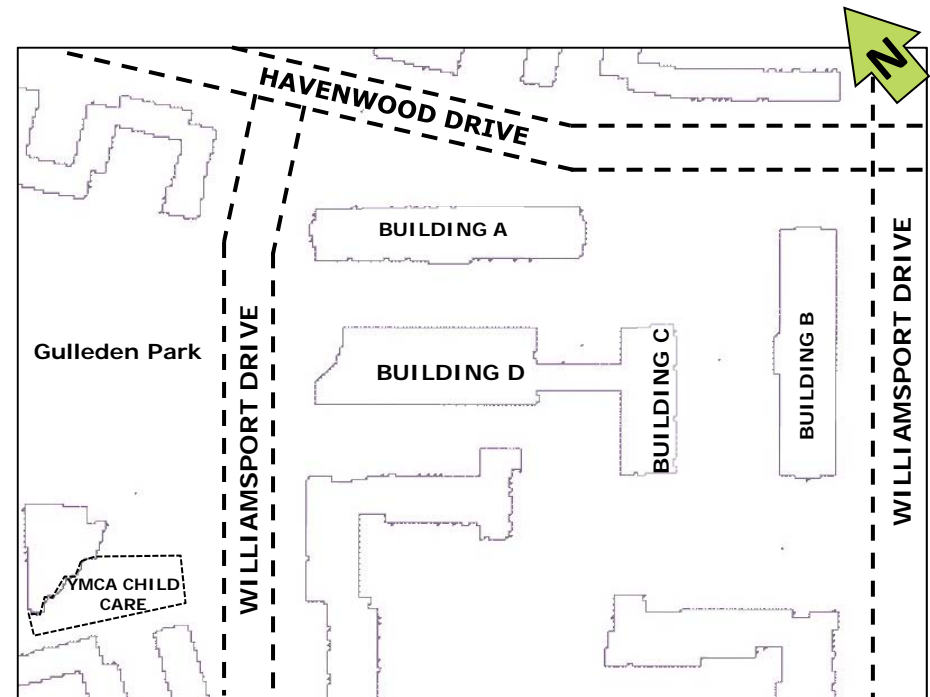 N
HAVENWOOD DRIVE
BUILDING A
WILLIAMSPORT DRIVE
Gulleden Park
WILLIAMSPORT DRIVE
BUILDING D
BUILDING C
BUILDING B
YMCA CHILD
CARE